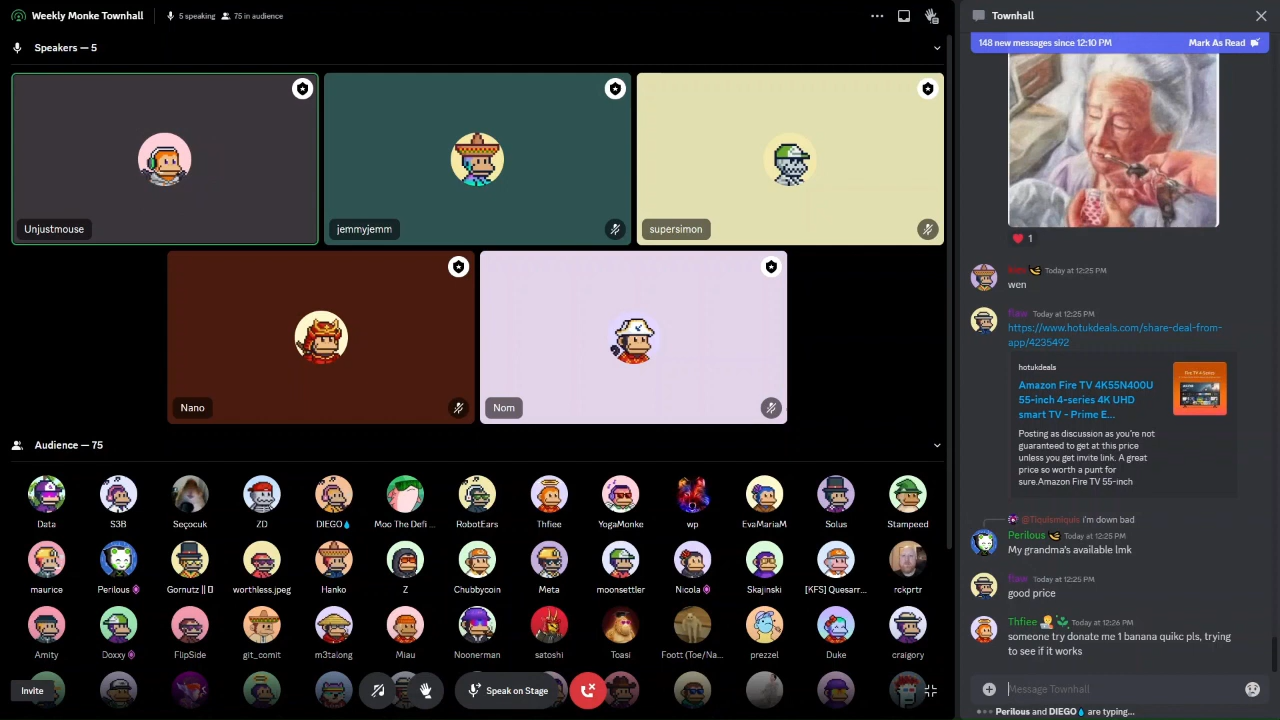 Weekly Monke Townhall
5 speaking
75 in audience
Speakers — 5
Unjustmouse
jemmyjemm
supersimon
Nano
Nom
Audience — 75
Data
S3B
Seçocuk
ZD
DIEGO
Moo The Defi ...
RobotEars
Thfiee
YogaMonke
wp
EvaMariaM
Solus
Stampeed
maurice
Perilous
Gornutz ||
worthless.jpeg
Hanko
Z
Chubbycoin
Meta
moonsettler
Nicola
Skajinski
[KFS] Quesarr...
rckprtr
Amity
Doxxy
FlipSide
git_comit
m3talong
Miau
Noonerman
satoshi
Toasi
Foott (Toe/Na...
prezzel
Duke
craigory
Invite
Speak on Stage
Townhall
148 new messages since 12:10 PM
Mark As Read
1
Today at 12:25 PM
wen
flaw Today at 12:25 PM
https://www.hotukdeals.com/share-deal-from-
app/4235492
hotukdeals
Amazon Fire TV 4K55N400U
55-inch 4-series 4K UHD
smart TV - Prime E...
Posting as discussion as you're not
guaranteed to get at this price
unless you get invite link. A great
price so worth a punt for
sure.Amazon Fire TV 55-inch
i'm down bad
Perilous Today at 12:25 PM
My grandma's available lmk
flaw Today at 12:25 PM
good price
Thfiee Today at 12:26 PM
someone try donate me 1 banana quikc pls, trying
to see if it works
Message Townhall
Perilous and DIEGO are typing...